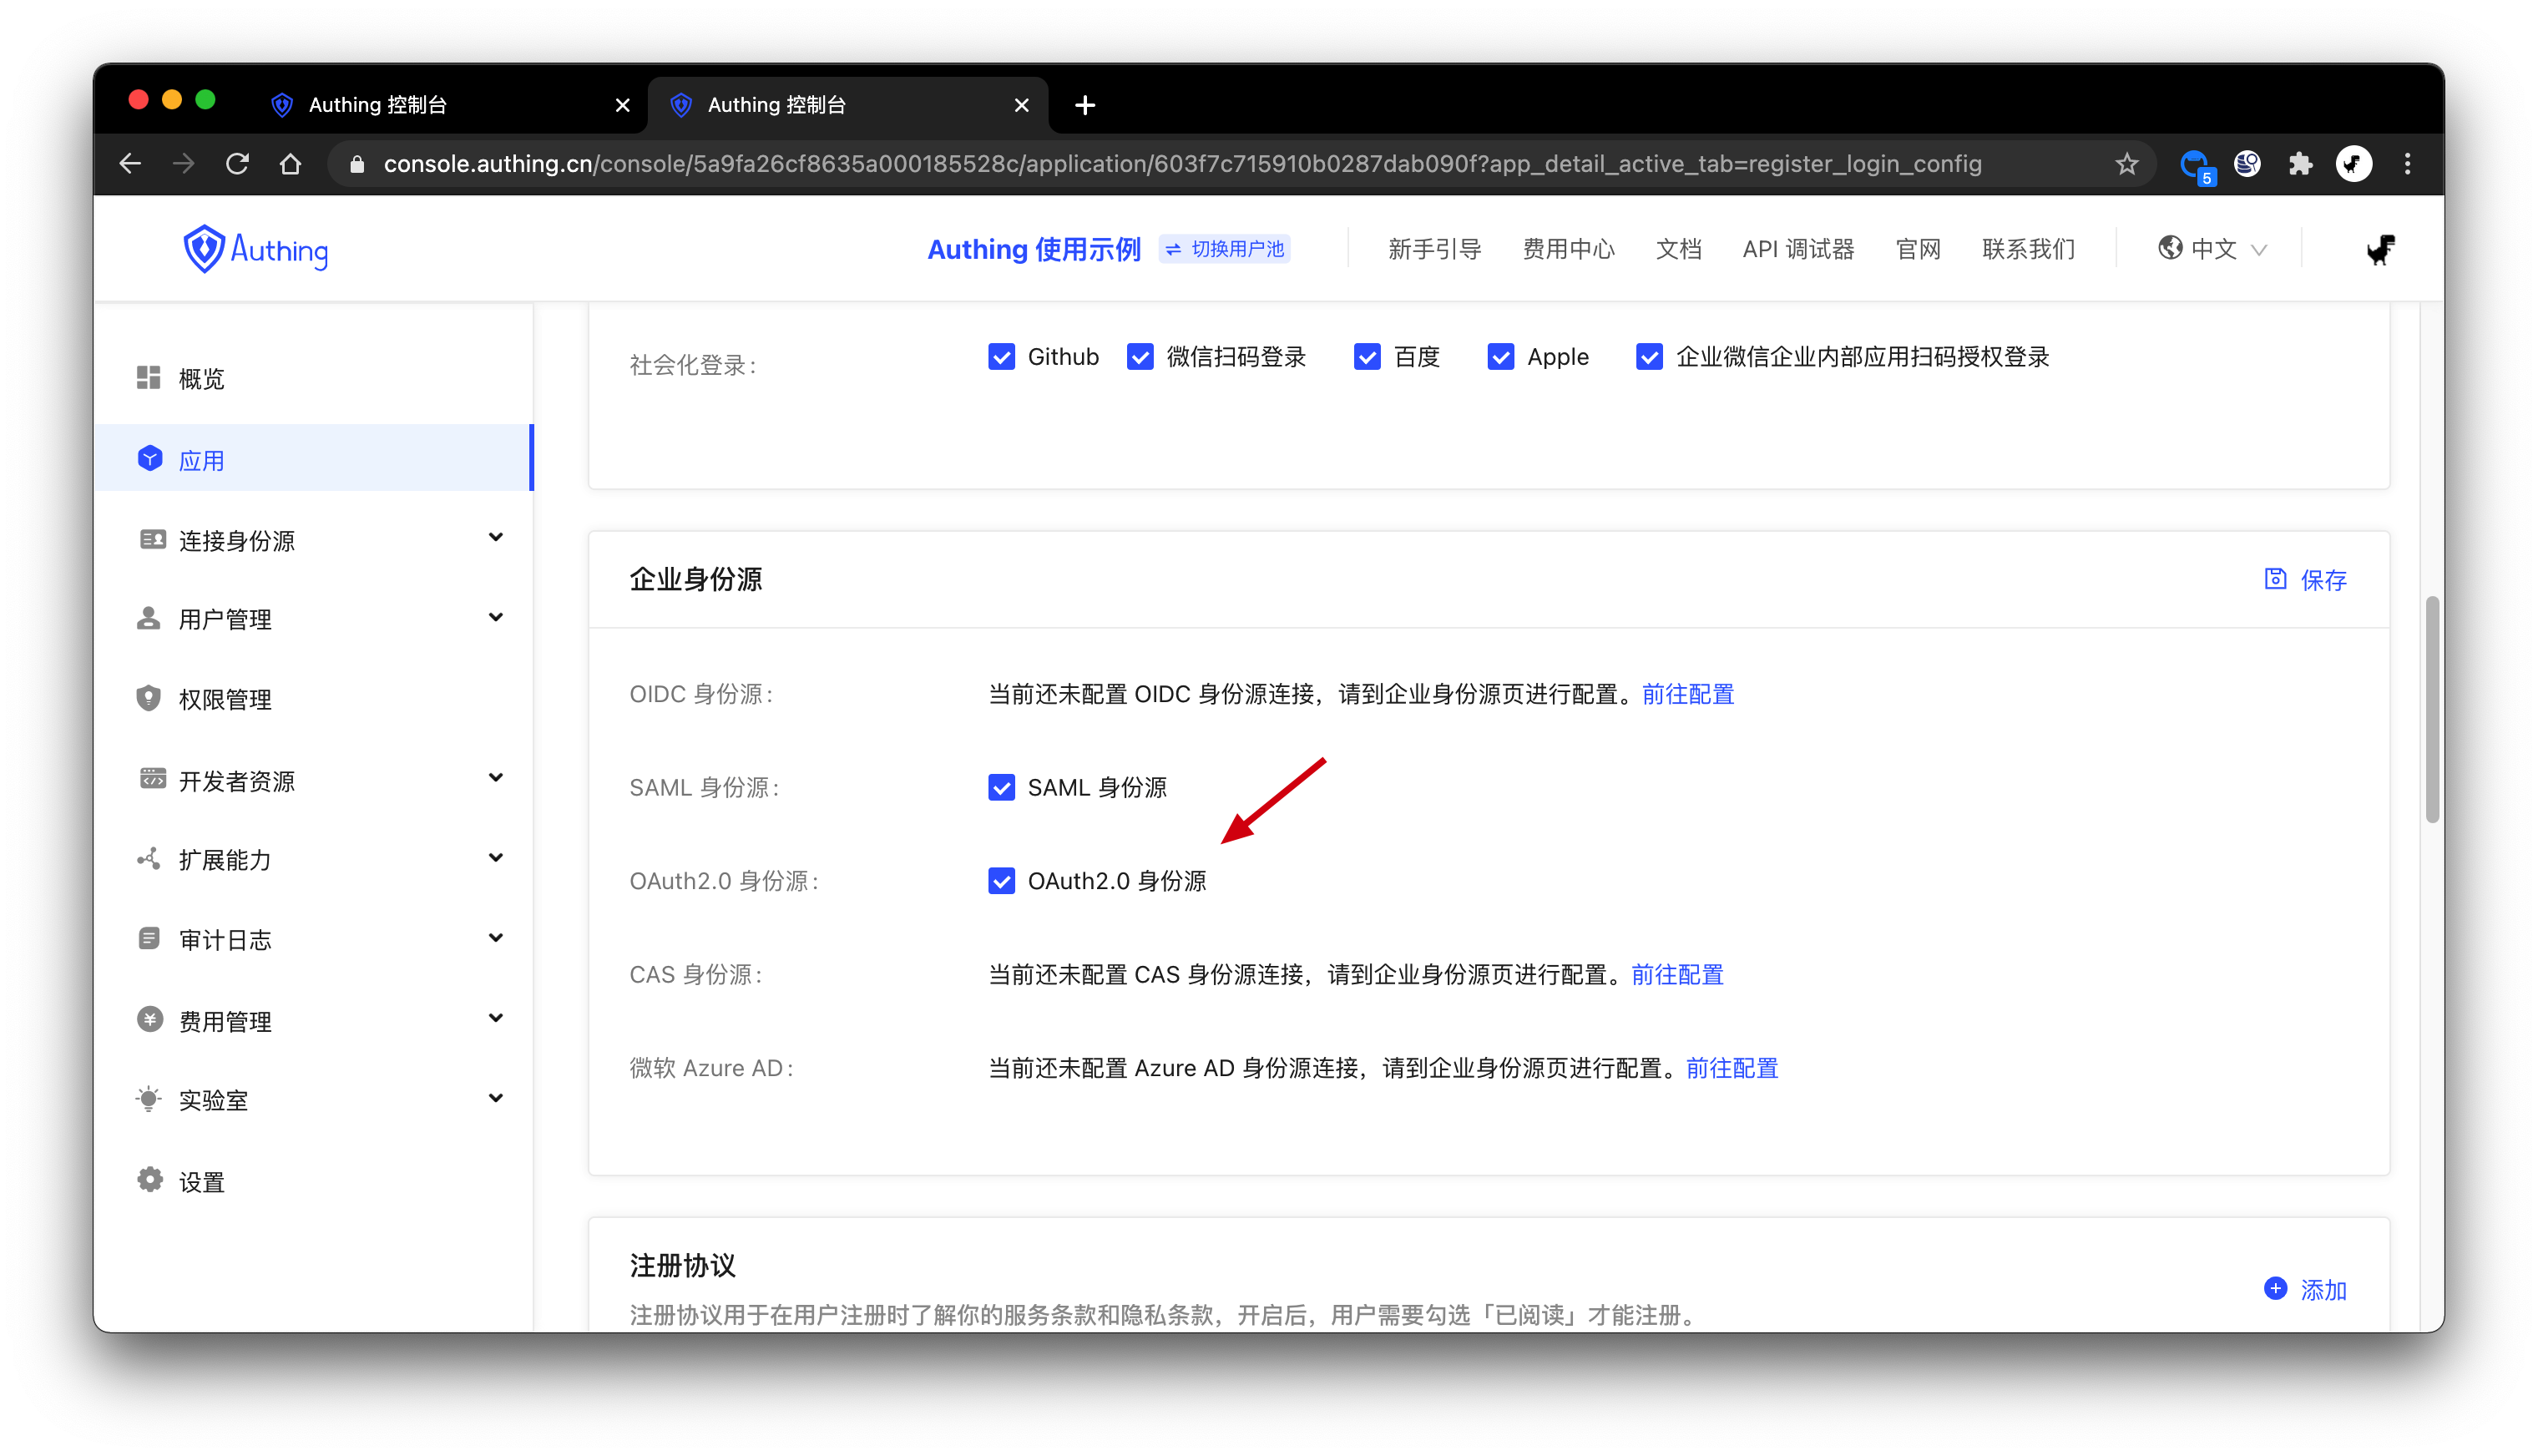 Authing 控制台
Authing 控制台
console.authing.cn/console/5a9fa26cf8635a000185528c/application/603f7c715910b0287dab090f?app_detail_active_tab=register_login_config
5
Authing
Authing 使用示例
切换用户池
新手引导
费用中心
文档
API 调试器
官网
联系我们
中文
概览
应用
连接身份源
用户管理
权限管理
开发者资源
扩展能力
审计日志
费用管理
实验室
设置
社会化登录:
Github
微信扫码登录
百度
Apple
企业微信企业内部应用扫码授权登录
企业身份源
保存
OIDC 身份源:
当前还未配置 OIDC 身份源连接，请到企业身份源页进行配置。前往配置
SAML 身份源:
SAML 身份源
OAuth2.0 身份源:
OAuth2.0 身份源
CAS 身份源:
当前还未配置 CAS 身份源连接，请到企业身份源页进行配置。前往配置
微软 Azure AD:
当前还未配置 Azure AD 身份源连接，请到企业身份源页进行配置。前往配置
注册协议
添加
注册协议用于在用户注册时了解你的服务条款和隐私条款，开启后，用户需要勾选「已阅读」才能注册。